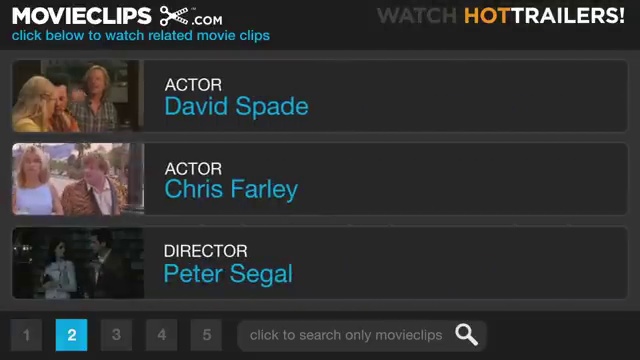 MOVIECLIPS .COM
WATCH HOTTRAILERS!
click below to watch related movie clips
ACTOR
David Spade
ACTOR
Chris Farley
DIRECTOR
Peter Segal
1 2 3 4 5 click to search only movieclips